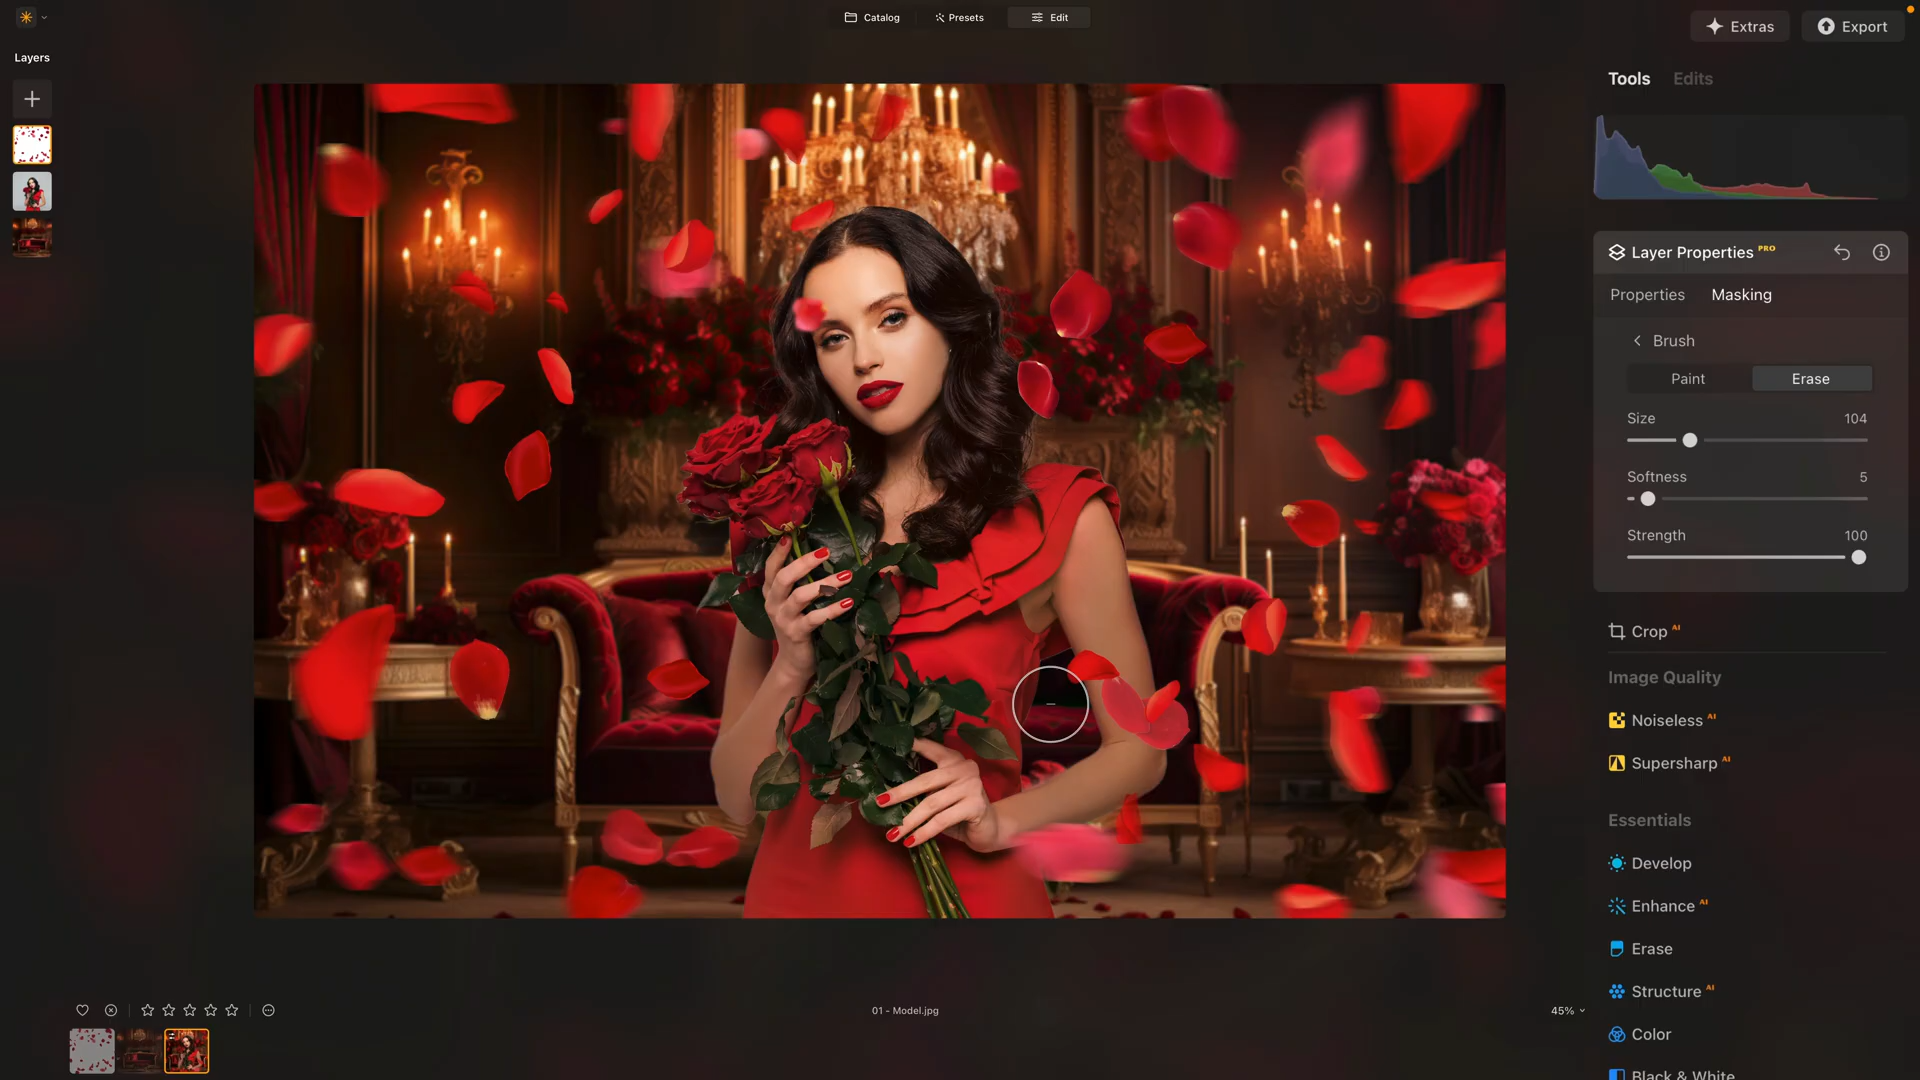 Catalog
Presets
Edit
Extras
Export
Layers
Tools
Edits
Layer Properties PRO
Properties
Masking
Brush
Paint
Erase
Size
104
Softness
5
Strength
100
Crop AI
Image Quality
Noiseless AI
Supersharp AI
Essentials
Develop
Enhance AI
Erase
Structure AI
Color
Black & White
01 - Model.jpg
45%